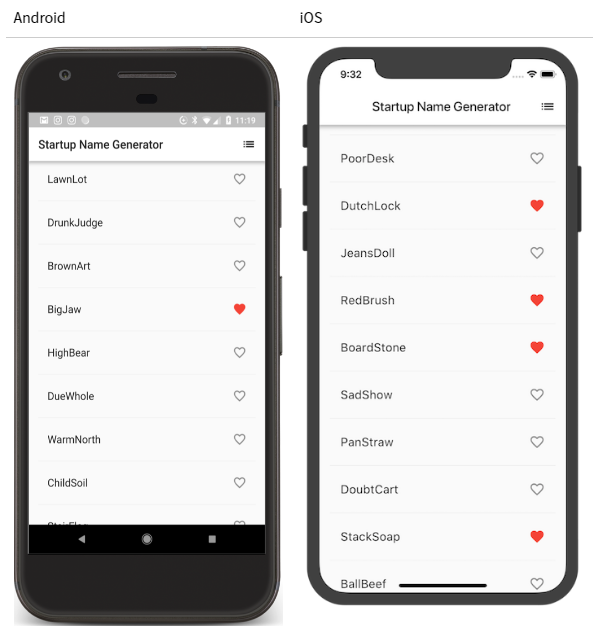 Android
iOS
11:19
Startup Name Generator
LawnLot
DrunkJudge
BrownArt
BigJaw
HighBear
DueWhole
WarmNorth
ChildSoil
9:32
Startup Name Generator
PoorDesk
DutchLock
JeansDoll
RedBrush
BoardStone
SadShow
PanStraw
DoubtCart
StackSoap
BallBeef